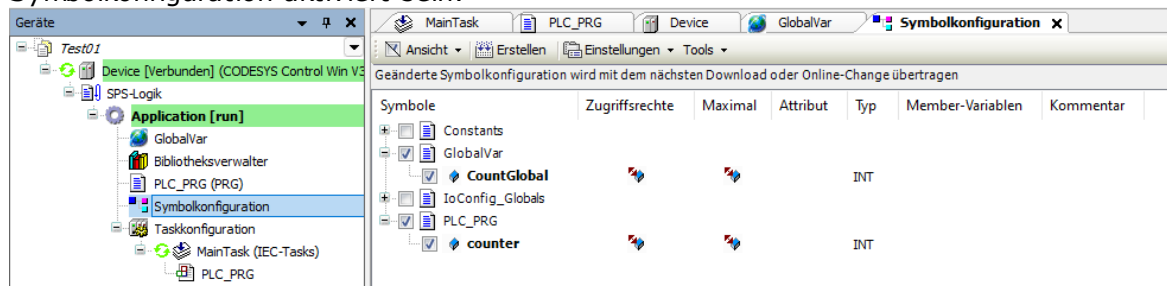 Symbolkonfiguration aktiviert sein.
Geräte
Test01
Device [Verbunden] (CODESYS Control Win V3
SPS-Logik
Application [run]
GlobalVar
Bibliotheksverwalter
PLC_PRG (PRG)
Symbolkonfiguration
Taskkonfiguration
MainTask (IEC-Tasks)
PLC_PRG
MainTask PLC_PRG Device GlobalVar Symbolkonfiguration
Ansicht Erstellen Einstellungen Tools
Geänderte Symbolkonfiguration wird mit dem nächsten Download oder Online-Change übertragen
Symbole Zugriffsrechte Maximal Attribut Typ Member-Variablen Kommentar
Constants
GlobalVar
CountGlobal INT
IoConfig_Globals
PLC_PRG
counter INT